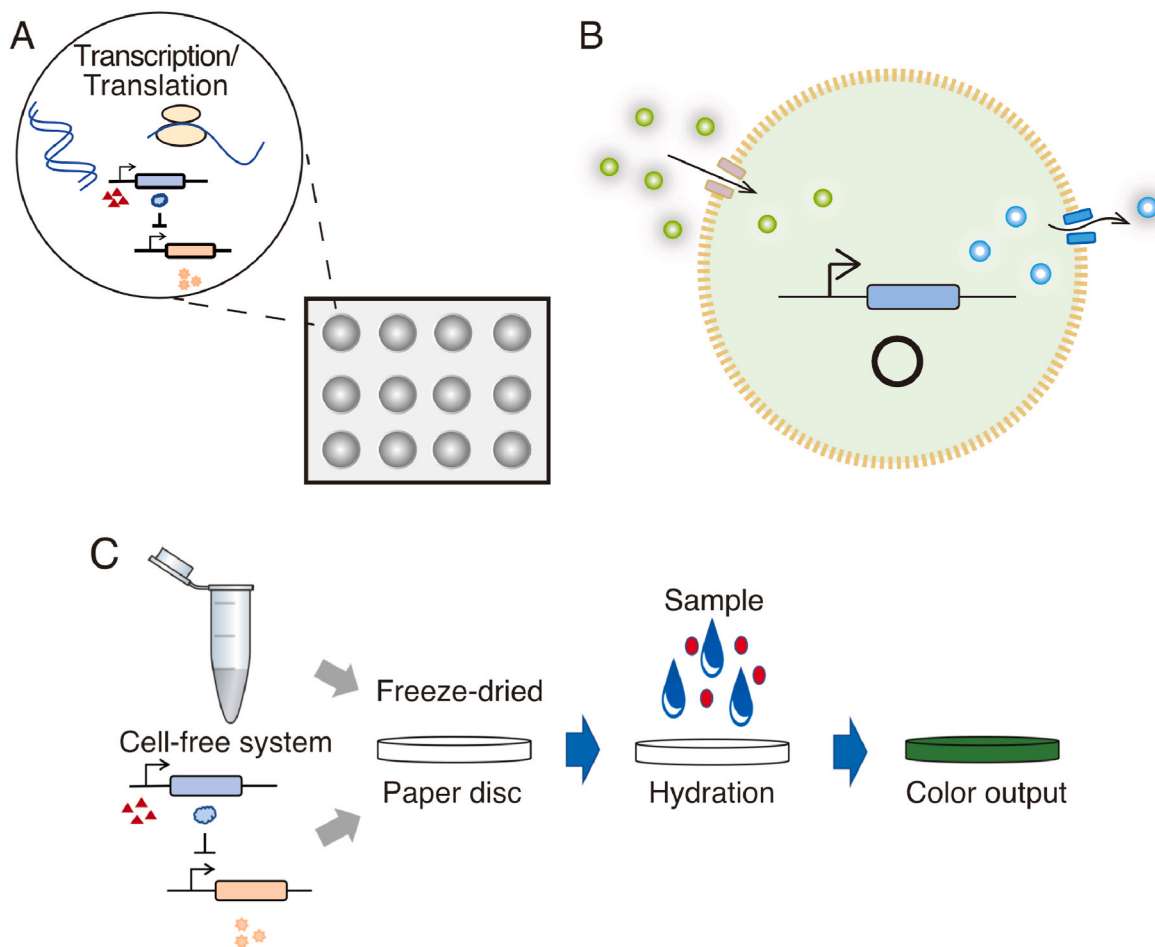 A
Transcription/
Translation
B
C
Cell-free system
Freeze-dried
Paper disc
Sample
Hydration
Color output